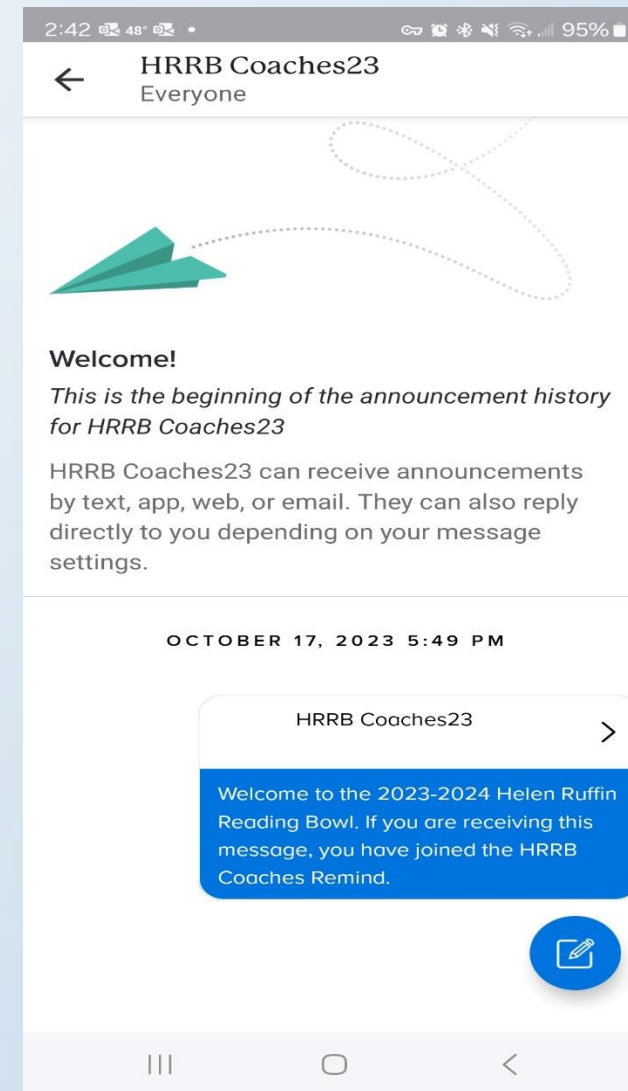 2:42 48° 95%
HRRB Coaches23
Everyone
Welcome!
This is the beginning of the announcement history
for HRRB Coaches23
HRRB Coaches23 can receive announcements
by text, app, web, or email. They can also reply
directly to you depending on your message
settings.
OCTOBER 17, 2023 5:49 PM
HRRB Coaches23
Welcome to the 2023-2024 Helen Ruffin
Reading Bowl. If you are receiving this
message, you have joined the HRRB
Coaches Remind.